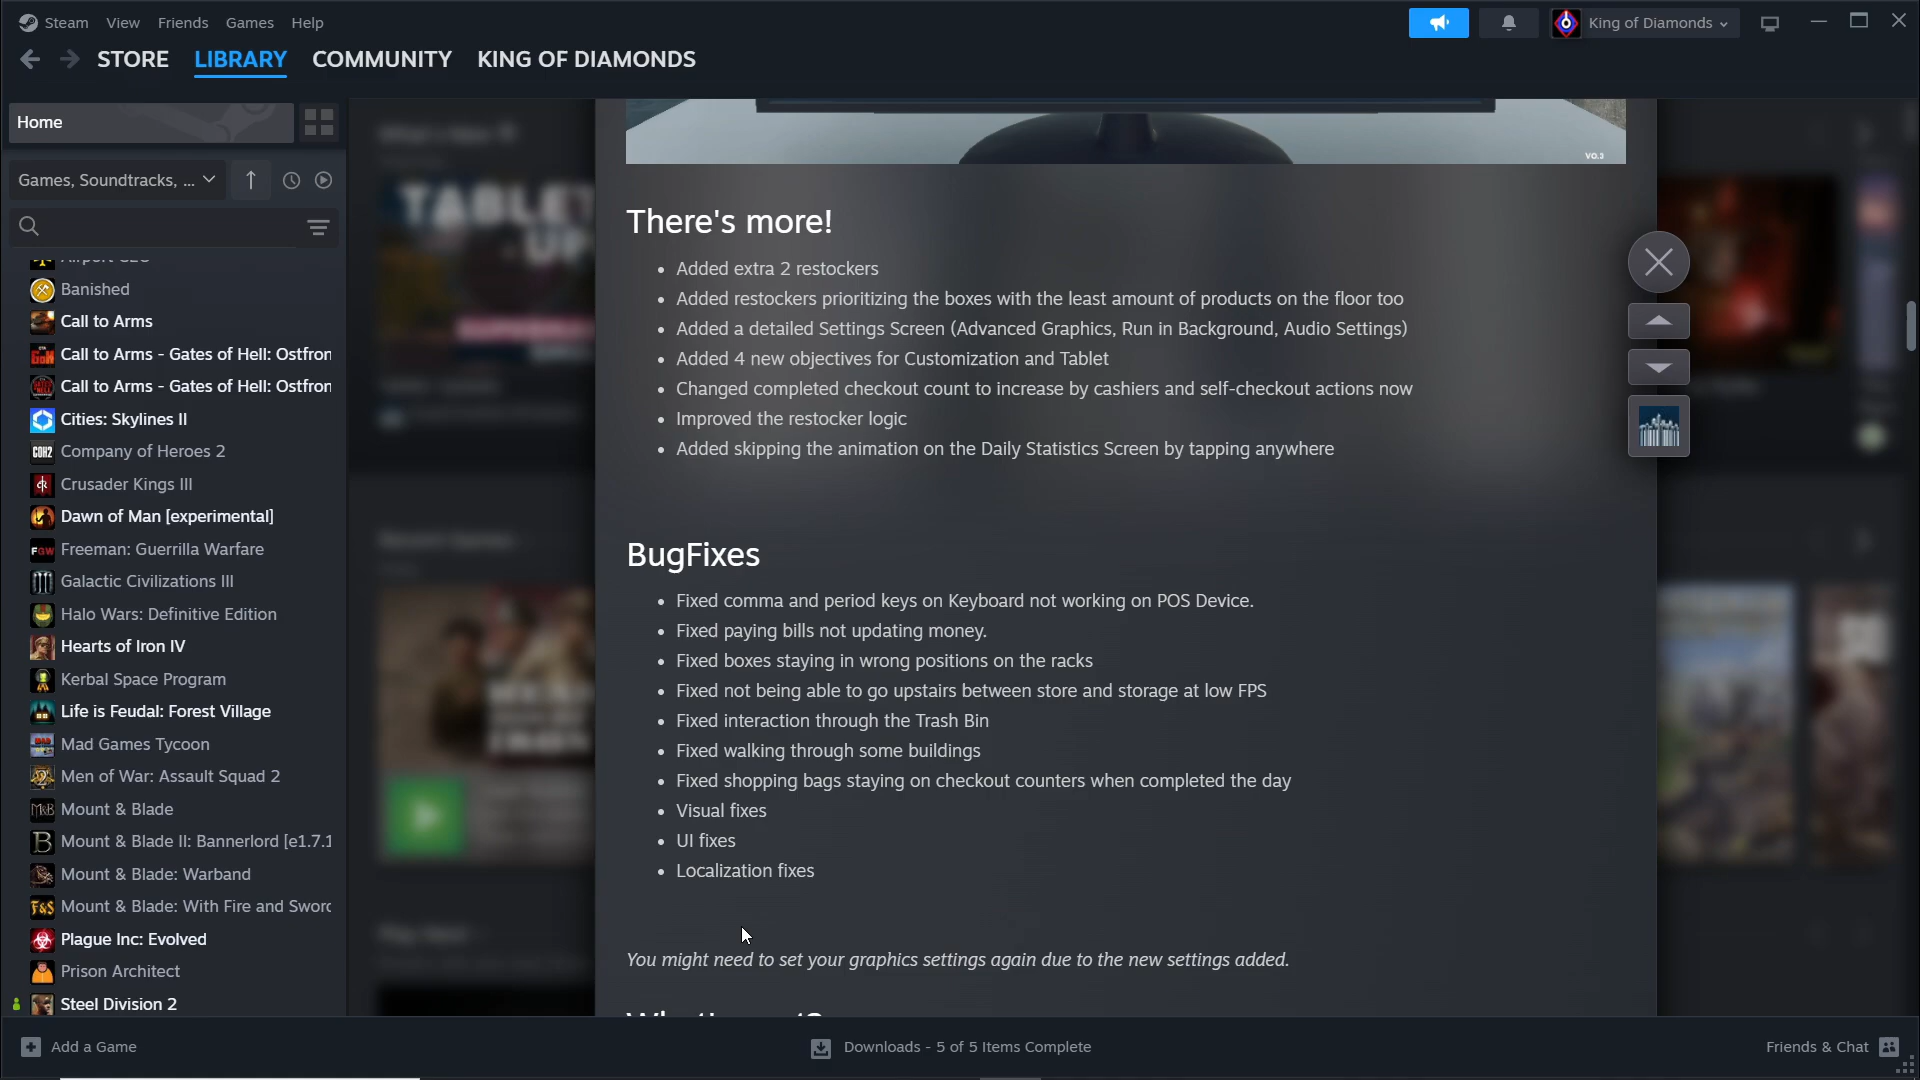 Steam View Friends Games Help
King of Diamonds
STORE LIBRARY COMMUNITY KING OF DIAMONDS
Home
Games, Soundtracks, ...
Banished
Call to Arms
Call to Arms - Gates of Hell: Ostfron
Call to Arms - Gates of Hell: Ostfron
Cities: Skylines II
Company of Heroes 2
Crusader Kings III
Dawn of Man [experimental]
Freeman: Guerrilla Warfare
Galactic Civilizations III
Halo Wars: Definitive Edition
Hearts of Iron IV
Kerbal Space Program
Life is Feudal: Forest Village
Mad Games Tycoon
Men of War: Assault Squad 2
Mount & Blade
Mount & Blade II: Bannerlord [e1.7.1
Mount & Blade: Warband
Mount & Blade: With Fire and Sword
Plague Inc: Evolved
Prison Architect
Steel Division 2
V0.3
There's more!
• Added extra 2 restockers
• Added restockers prioritizing the boxes with the least amount of products on the floor too
• Added a detailed Settings Screen (Advanced Graphics, Run in Background, Audio Settings)
• Added 4 new objectives for Customization and Tablet
• Changed completed checkout count to increase by cashiers and self-checkout actions now
• Improved the restocker logic
• Added skipping the animation on the Daily Statistics Screen by tapping anywhere
BugFixes
• Fixed comma and period keys on Keyboard not working on POS Device.
• Fixed paying bills not updating money.
• Fixed boxes staying in wrong positions on the racks
• Fixed not being able to go upstairs between store and storage at low FPS
• Fixed interaction through the Trash Bin
• Fixed walking through some buildings
• Fixed shopping bags staying on checkout counters when completed the day
• Visual fixes
• UI fixes
• Localization fixes
You might need to set your graphics settings again due to the new settings added.
Add a Game
Downloads - 5 of 5 Items Complete
Friends & Chat